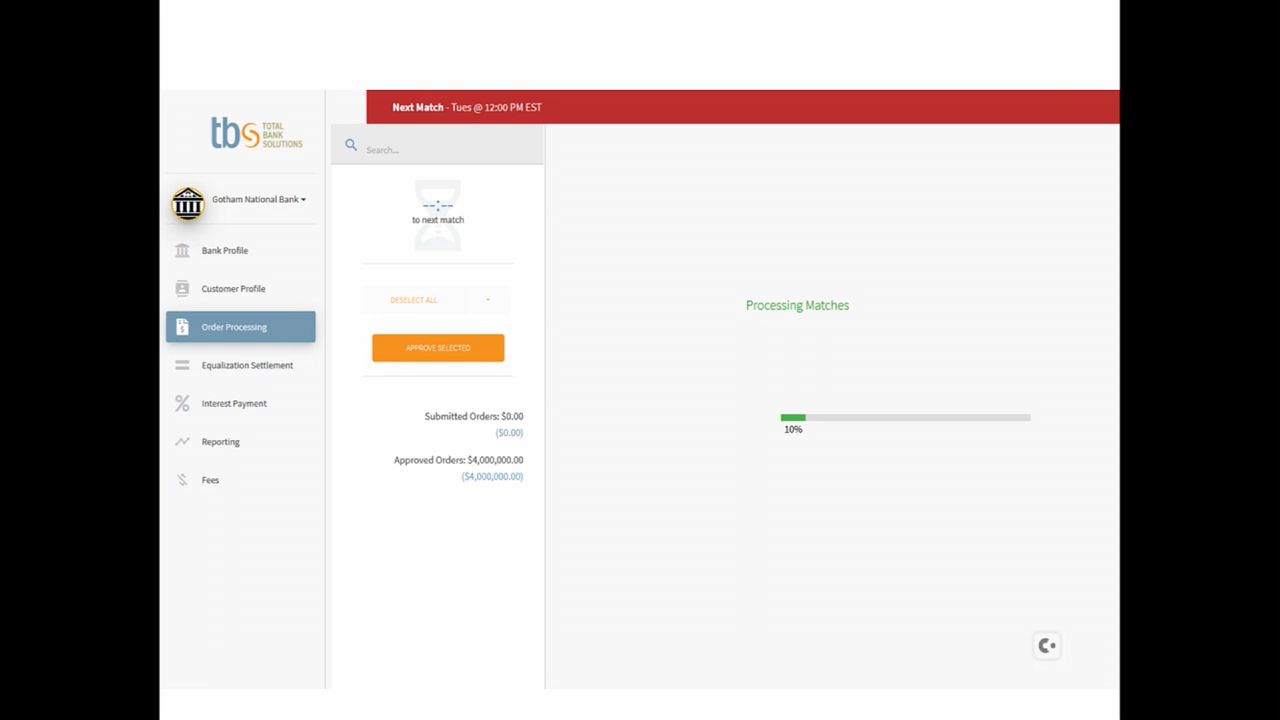 Next Match - Tues @ 12:00 PM EST
tbs TOTAL
BANK
SOLUTIONS
Search...
Gotham National Bank
--:--
to next match
Bank Profile
Customer Profile
Order Processing
Equalization Settlement
Interest Payment
Reporting
Fees
DESELECT ALL
APPROVE SELECTED
Submitted Orders: $0.00
($0.00)
Approved Orders: $4,000,000.00
($4,000,000.00)
Processing Matches
10%